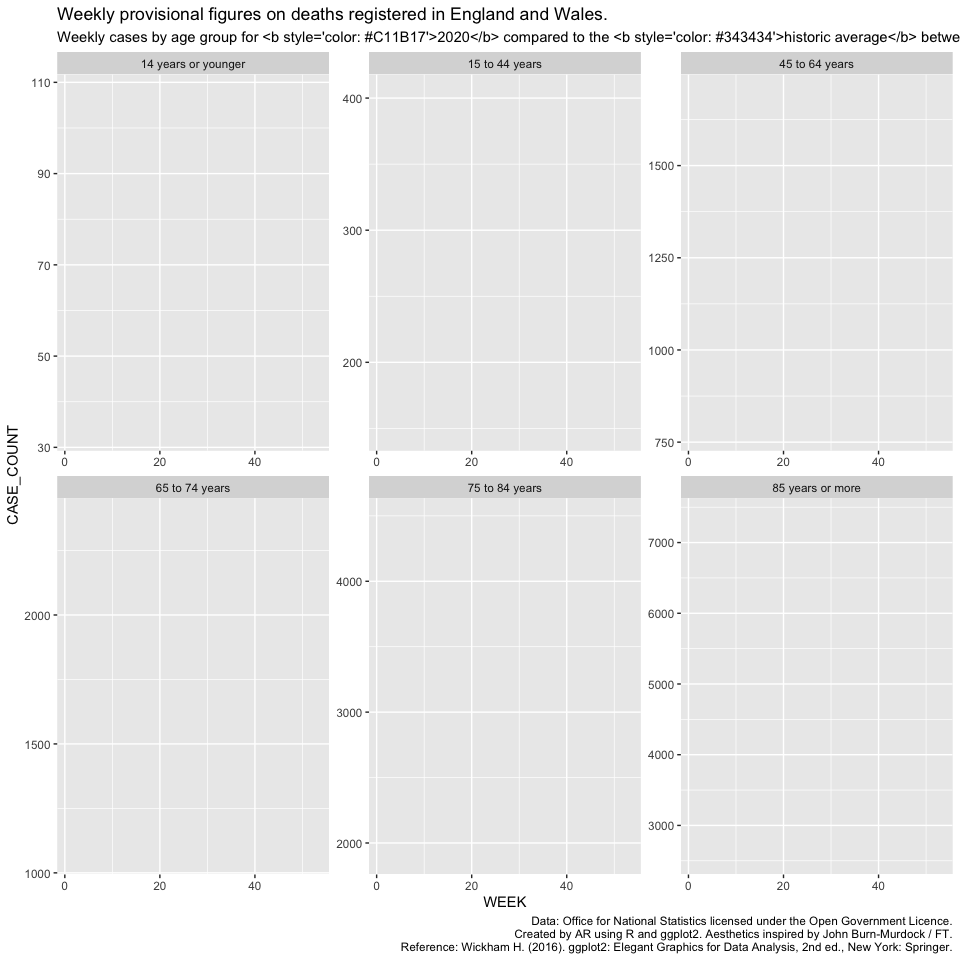 Weekly provisional figures on deaths registered in England and Wales.
Weekly cases by age group for <b style='color: #C11B17'>2020</b> compared to the <b style='color: #343434'>historic average</b> betwe
14 years or younger
15 to 44 years
45 to 64 years
110
90
70
50
30
400
300
200
1500
1250
1000
750
0 20 40
0 20 40
0 20 40
CASE_COUNT
65 to 74 years
75 to 84 years
85 years or more
2000
1500
1000
4000
3000
2000
7000
6000
5000
4000
3000
0 20 40
0 20 40
0 20 40
WEEK
Data: Office for National Statistics licensed under the Open Government Licence.
Created by AR using R and ggplot2. Aesthetics inspired by John Burn-Murdock / FT.
Reference: Wickham H. (2016). ggplot2: Elegant Graphics for Data Analysis, 2nd ed., New York: Springer.